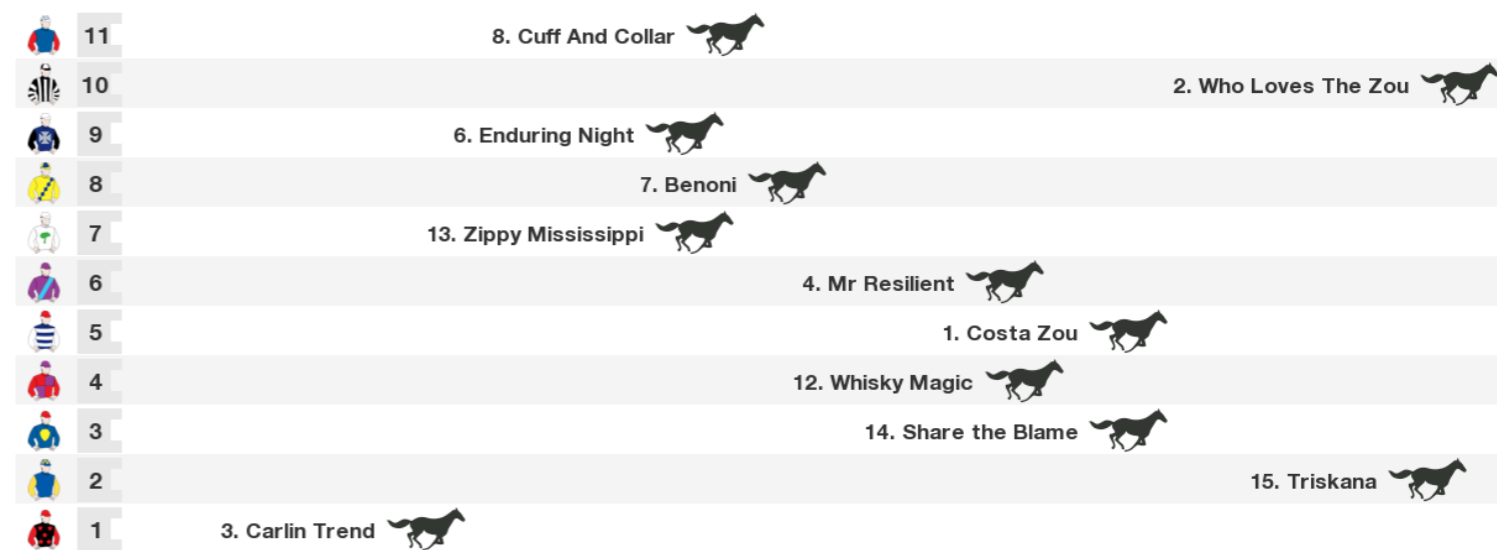 11 8. Cuff And Collar
10 2. Who Loves The Zou
9 6. Enduring Night
8 7. Benoni
7 13. Zippy Mississippi
6 4. Mr Resilient
5 1. Costa Zou
4 12. Whisky Magic
3 14. Share the Blame
2 15. Triskana
1 3. Carlin Trend